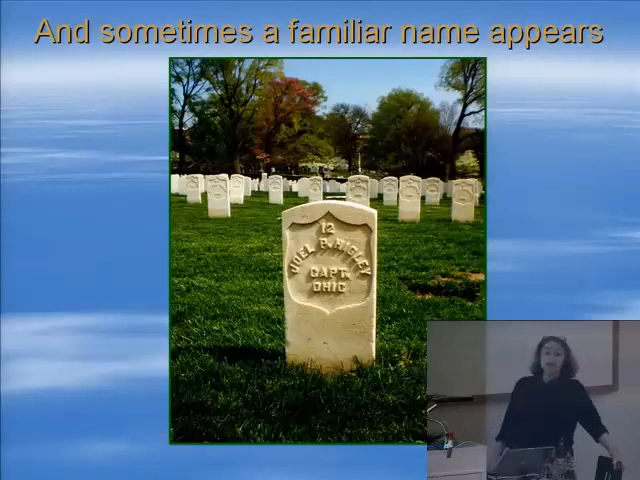 And sometimes a familiar name appears
12
JOEL P. HIGLEY
CAPT.
OHIO